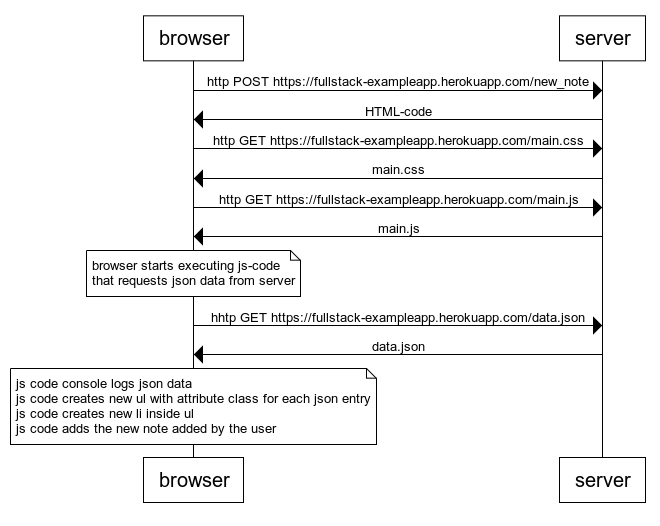 browser
server
http POST https://fullstack-exampleapp.herokuapp.com/new_note
HTML-code
http GET https://fullstack-exampleapp.herokuapp.com/main.css
main.css
http GET https://fullstack-exampleapp.herokuapp.com/main.js
main.js
browser starts executing js-code
that requests json data from server
hhtp GET https://fullstack-exampleapp.herokuapp.com/data.json
data.json
js code console logs json data
js code creates new ul with attribute class for each json entry
js code creates new li inside ul
js code adds the new note added by the user
browser
server